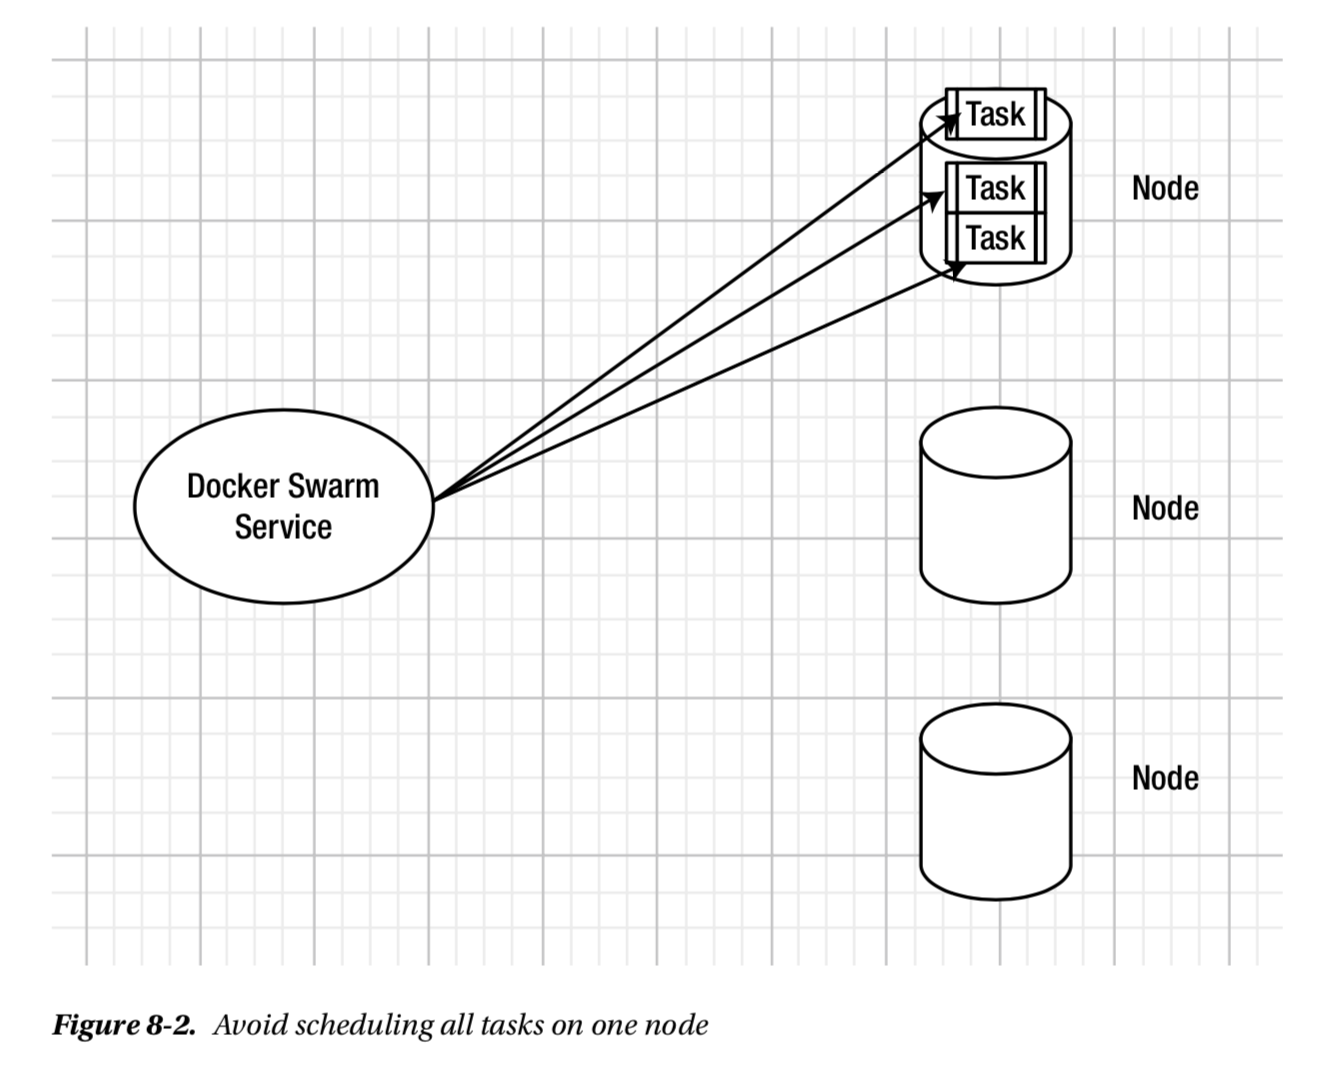 Task
Task
Node
Task
Docker Swarm
Service
Node
Node
Figure 8-2. Avoid scheduling all tasks on one node